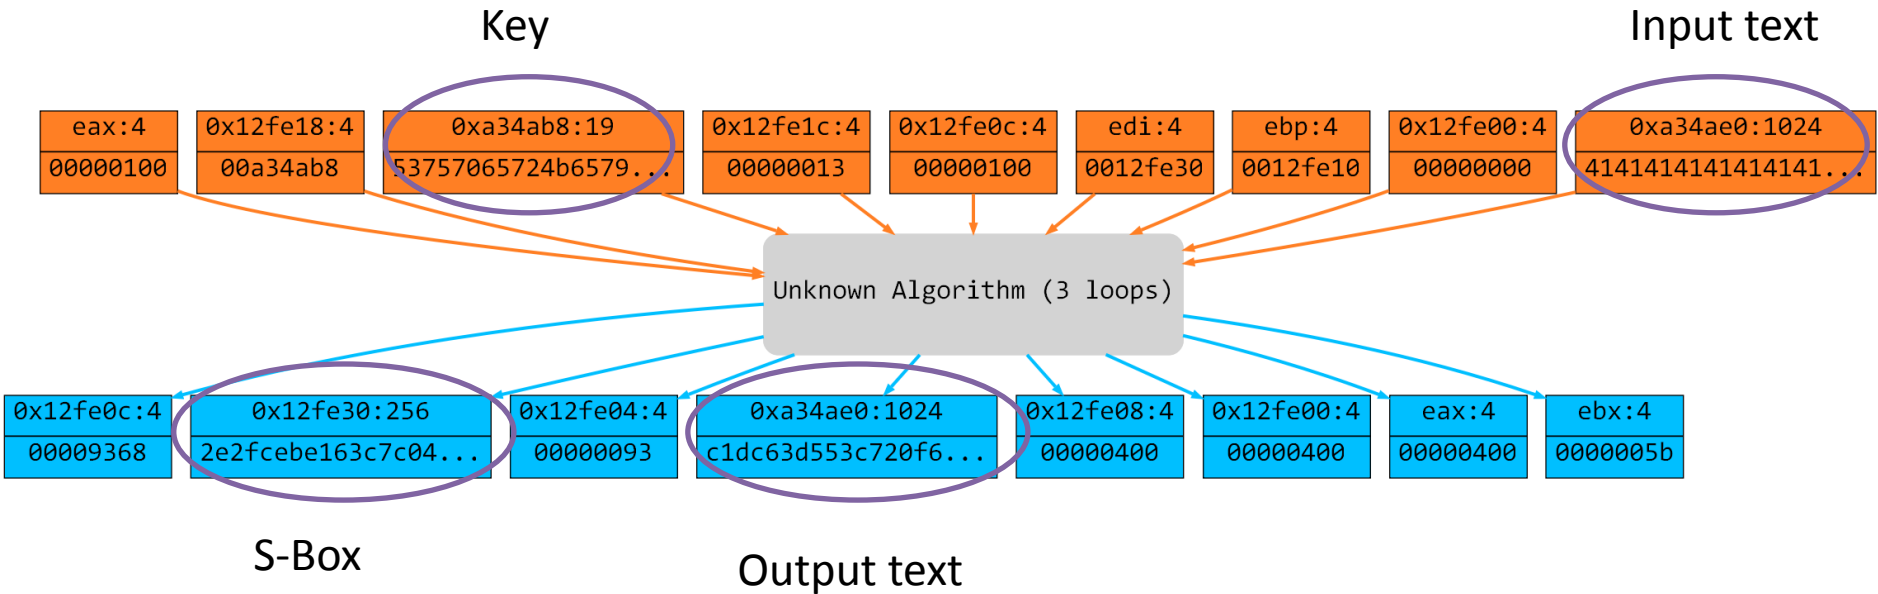 Key
Input text
eax:4
0x12fe18:4
0xa34ab8:19
0x12fe1c:4
0x12fe0c:4
edi:4
ebp:4
0x12fe00:4
0xa34ae0:1024
00000100
00a34ab8
53757065724b6579...
00000013
00000100
0012fe30
0012fe10
00000000
4141414141414141...
Unknown Algorithm (3 loops)
0x12fe0c:4
0x12fe30:256
0x12fe04:4
0xa34ae0:1024
0x12fe08:4
0x12fe00:4
eax:4
ebx:4
00009368
2e2fcebe163c7c04...
00000093
c1dc63d553c720f6...
00000400
00000400
00000400
0000005b
S-Box
Output text